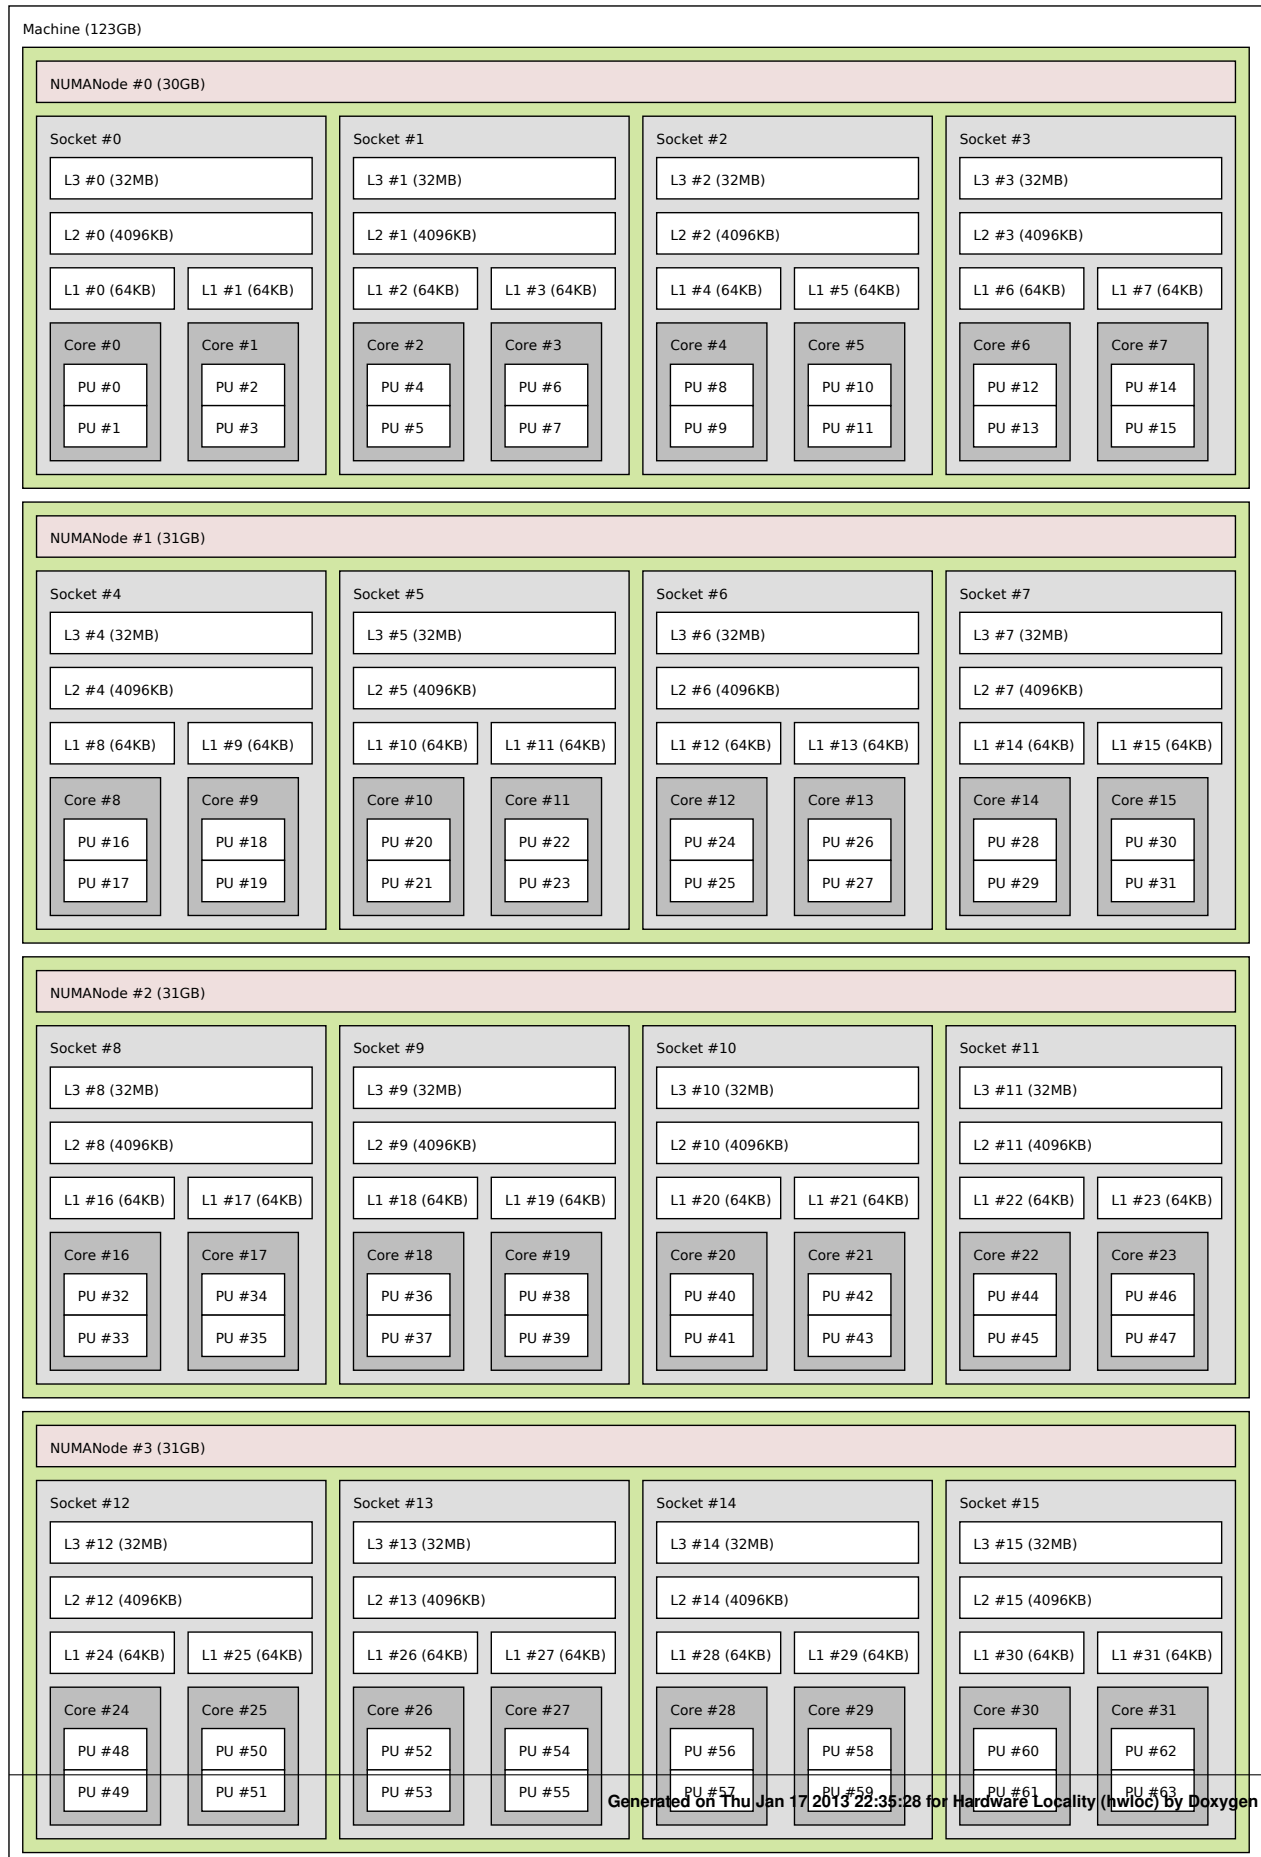 Machine (123GB)
NUMANode #0 (30GB)
Socket #0 Socket #1 Socket #2 Socket #3
L3 #0 (32MB) L3 #1 (32MB) L3 #2 (32MB) L3 #3 (32MB)
L2 #0 (4096KB) L2 #1 (4096KB) L2 #2 (4096KB) L2 #3 (4096KB)
L1 #0 (64KB) L1 #1 (64KB) L1 #2 (64KB) L1 #3 (64KB) L1 #4 (64KB) L1 #5 (64KB) L1 #6 (64KB) L1 #7 (64KB)
Core #0 Core #1 Core #2 Core #3 Core #4 Core #5 Core #6 Core #7
PU #0 PU #2 PU #4 PU #6 PU #8 PU #10 PU #12 PU #14
PU #1 PU #3 PU #5 PU #7 PU #9 PU #11 PU #13 PU #15
NUMANode #1 (31GB)
Socket #4 Socket #5 Socket #6 Socket #7
L3 #4 (32MB) L3 #5 (32MB) L3 #6 (32MB) L3 #7 (32MB)
L2 #4 (4096KB) L2 #5 (4096KB) L2 #6 (4096KB) L2 #7 (4096KB)
L1 #8 (64KB) L1 #9 (64KB) L1 #10 (64KB) L1 #11 (64KB) L1 #12 (64KB) L1 #13 (64KB) L1 #14 (64KB) L1 #15 (64KB)
Core #8 Core #9 Core #10 Core #11 Core #12 Core #13 Core #14 Core #15
PU #16 PU #18 PU #20 PU #22 PU #24 PU #26 PU #28 PU #30
PU #17 PU #19 PU #21 PU #23 PU #25 PU #27 PU #29 PU #31
NUMANode #2 (31GB)
Socket #8 Socket #9 Socket #10 Socket #11
L3 #8 (32MB) L3 #9 (32MB) L3 #10 (32MB) L3 #11 (32MB)
L2 #8 (4096KB) L2 #9 (4096KB) L2 #10 (4096KB) L2 #11 (4096KB)
L1 #16 (64KB) L1 #17 (64KB) L1 #18 (64KB) L1 #19 (64KB) L1 #20 (64KB) L1 #21 (64KB) L1 #22 (64KB) L1 #23 (64KB)
Core #16 Core #17 Core #18 Core #19 Core #20 Core #21 Core #22 Core #23
PU #32 PU #34 PU #36 PU #38 PU #40 PU #42 PU #44 PU #46
PU #33 PU #35 PU #37 PU #39 PU #41 PU #43 PU #45 PU #47
NUMANode #3 (31GB)
Socket #12 Socket #13 Socket #14 Socket #15
L3 #12 (32MB) L3 #13 (32MB) L3 #14 (32MB) L3 #15 (32MB)
L2 #12 (4096KB) L2 #13 (4096KB) L2 #14 (4096KB) L2 #15 (4096KB)
L1 #24 (64KB) L1 #25 (64KB) L1 #26 (64KB) L1 #27 (64KB) L1 #28 (64KB) L1 #29 (64KB) L1 #30 (64KB) L1 #31 (64KB)
Core #24 Core #25 Core #26 Core #27 Core #28 Core #29 Core #30 Core #31
PU #48 PU #50 PU #52 PU #54 PU #56 PU #58 PU #60 PU #62
PU #49 PU #51 PU #53 PU #55 PU #57 PU #59 PU #61 PU #63
Generated on Thu Jan 17 2013 22:35:28 for Hardware Locality (hwloc) by Doxygen